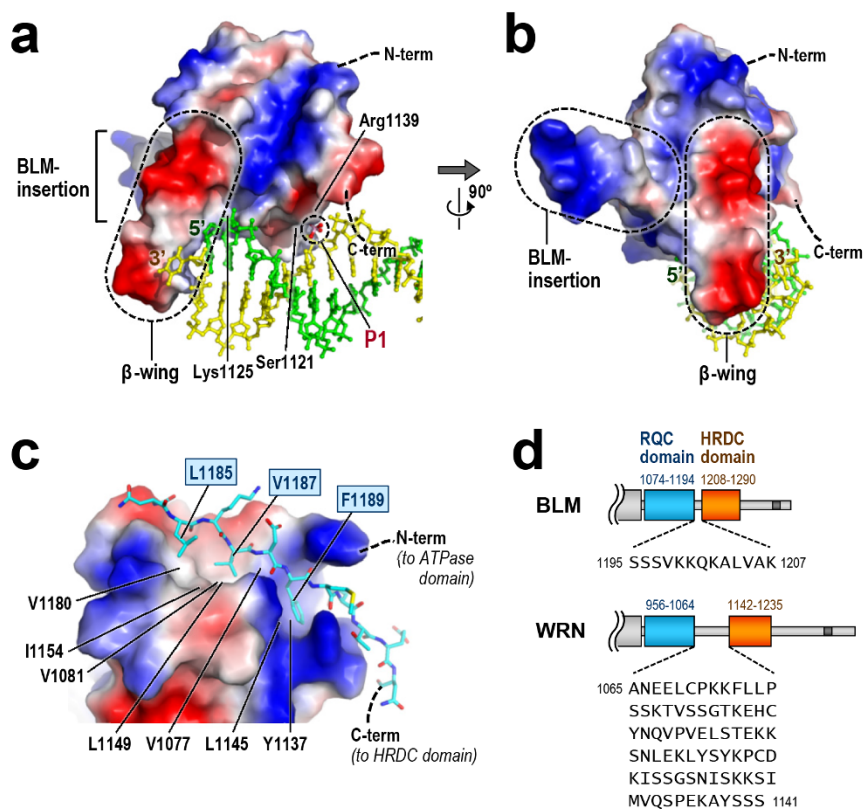 a
N-term
Arg1139
BLM-
insertion
5'
3'
C-term
P1
Ser1121
Lys1125
β-wing
90º
b
N-term
BLM-
insertion
5'
3'
C-term
β-wing
c
L1185
V1187
F1189
N-term
(to ATPase
domain)
V1180
I1154
V1081
L1149
V1077
L1145
Y1137
C-term
(to HRDC domain)
d
RQC
domain
HRDC
domain
1074-1194
1208-1290
BLM
1195 SSSVKKQKALVAK 1207
956-1064
1142-1235
WRN
1065 ANEELCPKKFLLP
SSKTVSSGTKEHC
YNQVPVELSTEKK
SNLEKLYSYKPCD
KISSGSNISKKSI
MVQSPEKAYSSS 1141